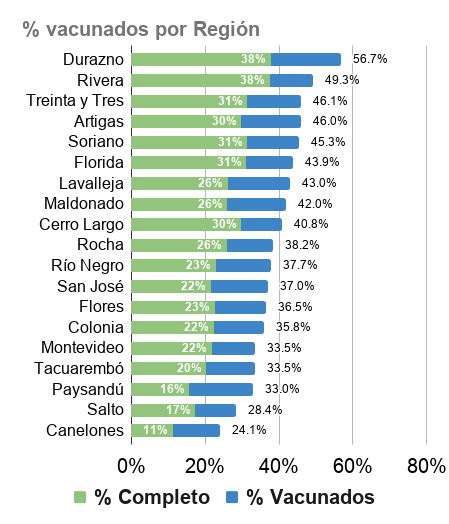 % vacunados por Región
Durazno 38% 56.7%
Rivera 38% 49.3%
Treinta y Tres 31% 46.1%
Artigas 30% 46.0%
Soriano 31% 45.3%
Florida 31% 43.9%
Lavalleja 26% 43.0%
Maldonado 26% 42.0%
Cerro Largo 30% 40.8%
Rocha 26% 38.2%
Río Negro 23% 37.7%
San José 22% 37.0%
Flores 23% 36.5%
Colonia 22% 35.8%
Montevideo 22% 33.5%
Tacuarembó 20% 33.5%
Paysandú 16% 33.0%
Salto 17% 28.4%
Canelones 11% 24.1%
0% 20% 40% 60% 80%
% Completo % Vacunados